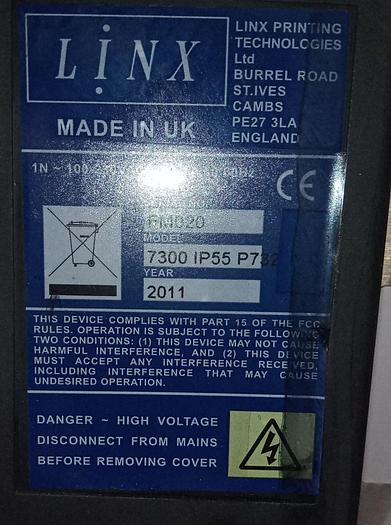 LINX
LINX PRINTING
TECHNOLOGIES
Ltd
BURREL ROAD
ST.IVES
CAMBS
PE27 3LA
ENGLAND
MADE IN UK
1N ~ 100
CE
MODEL
7300 IP55 P732
YEAR
2011
THIS DEVICE COMPLIES WITH PART 15 OF THE FCC
RULES. OPERATION IS SUBJECT TO THE FOLLOWING
TWO CONDITIONS: (1) THIS DEVICE MAY NOT CAUSE
HARMFUL INTERFERENCE, AND (2) THIS DEVICE
MUST ACCEPT ANY INTERFERENCE RECEIVED,
INCLUDING INTERFERENCE THAT MAY CAUSE
UNDESIRED OPERATION.
DANGER ~ HIGH VOLTAGE
DISCONNECT FROM MAINS
BEFORE REMOVING COVER